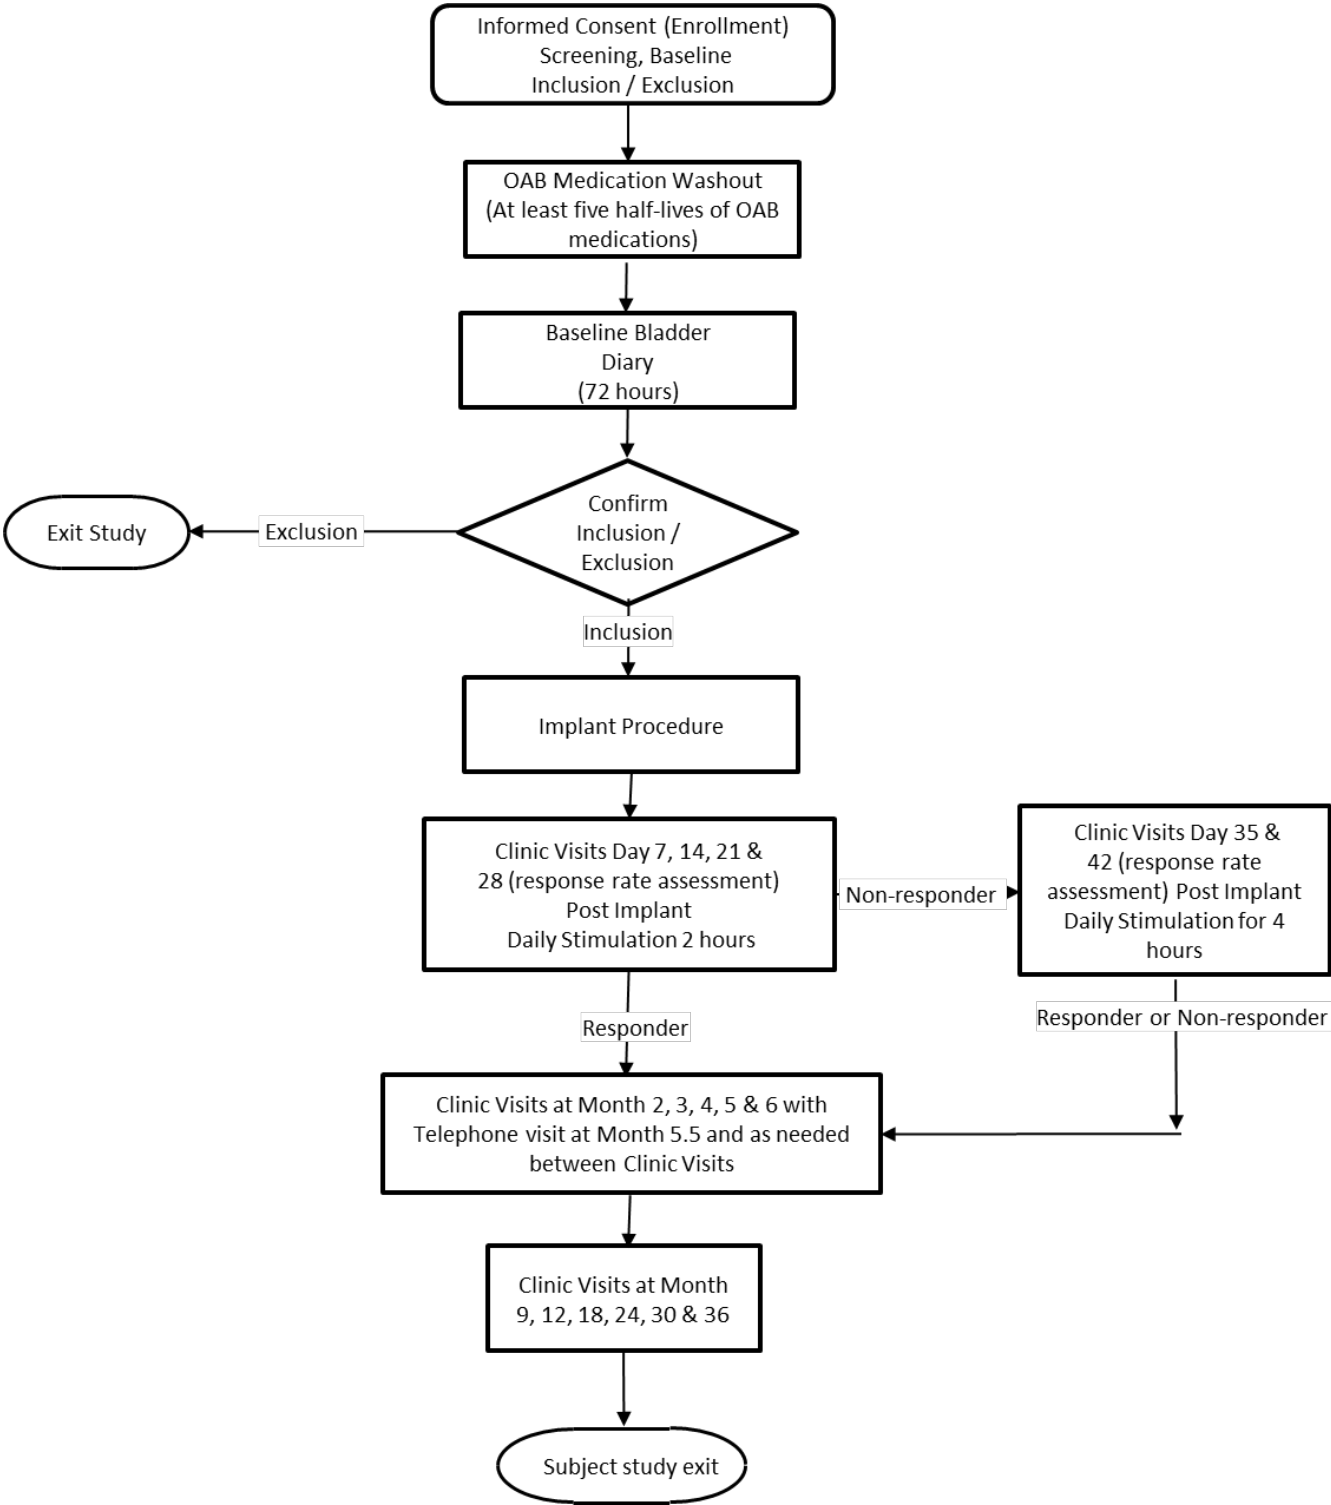 Informed Consent (Enrollment)
Screening, Baseline
Inclusion / Exclusion
OAB Medication Washout
(At least five half-lives of OAB
medications)
Baseline Bladder
Diary
(72 hours)
Confirm
Inclusion /
Exclusion
Exclusion
Exit Study
Inclusion
Implant Procedure
Clinic Visits Day 7, 14, 21 &
28 (response rate assessment)
Post Implant
Daily Stimulation 2 hours
Non-responder
Clinic Visits Day 35 &
42 (response rate
assessment) Post Implant
Daily Stimulation for 4
hours
Responder
Responder or Non-responder
Clinic Visits at Month 2, 3, 4, 5 & 6 with
Telephone visit at Month 5.5 and as needed
between Clinic Visits
Clinic Visits at Month
9, 12, 18, 24, 30 & 36
Subject study exit